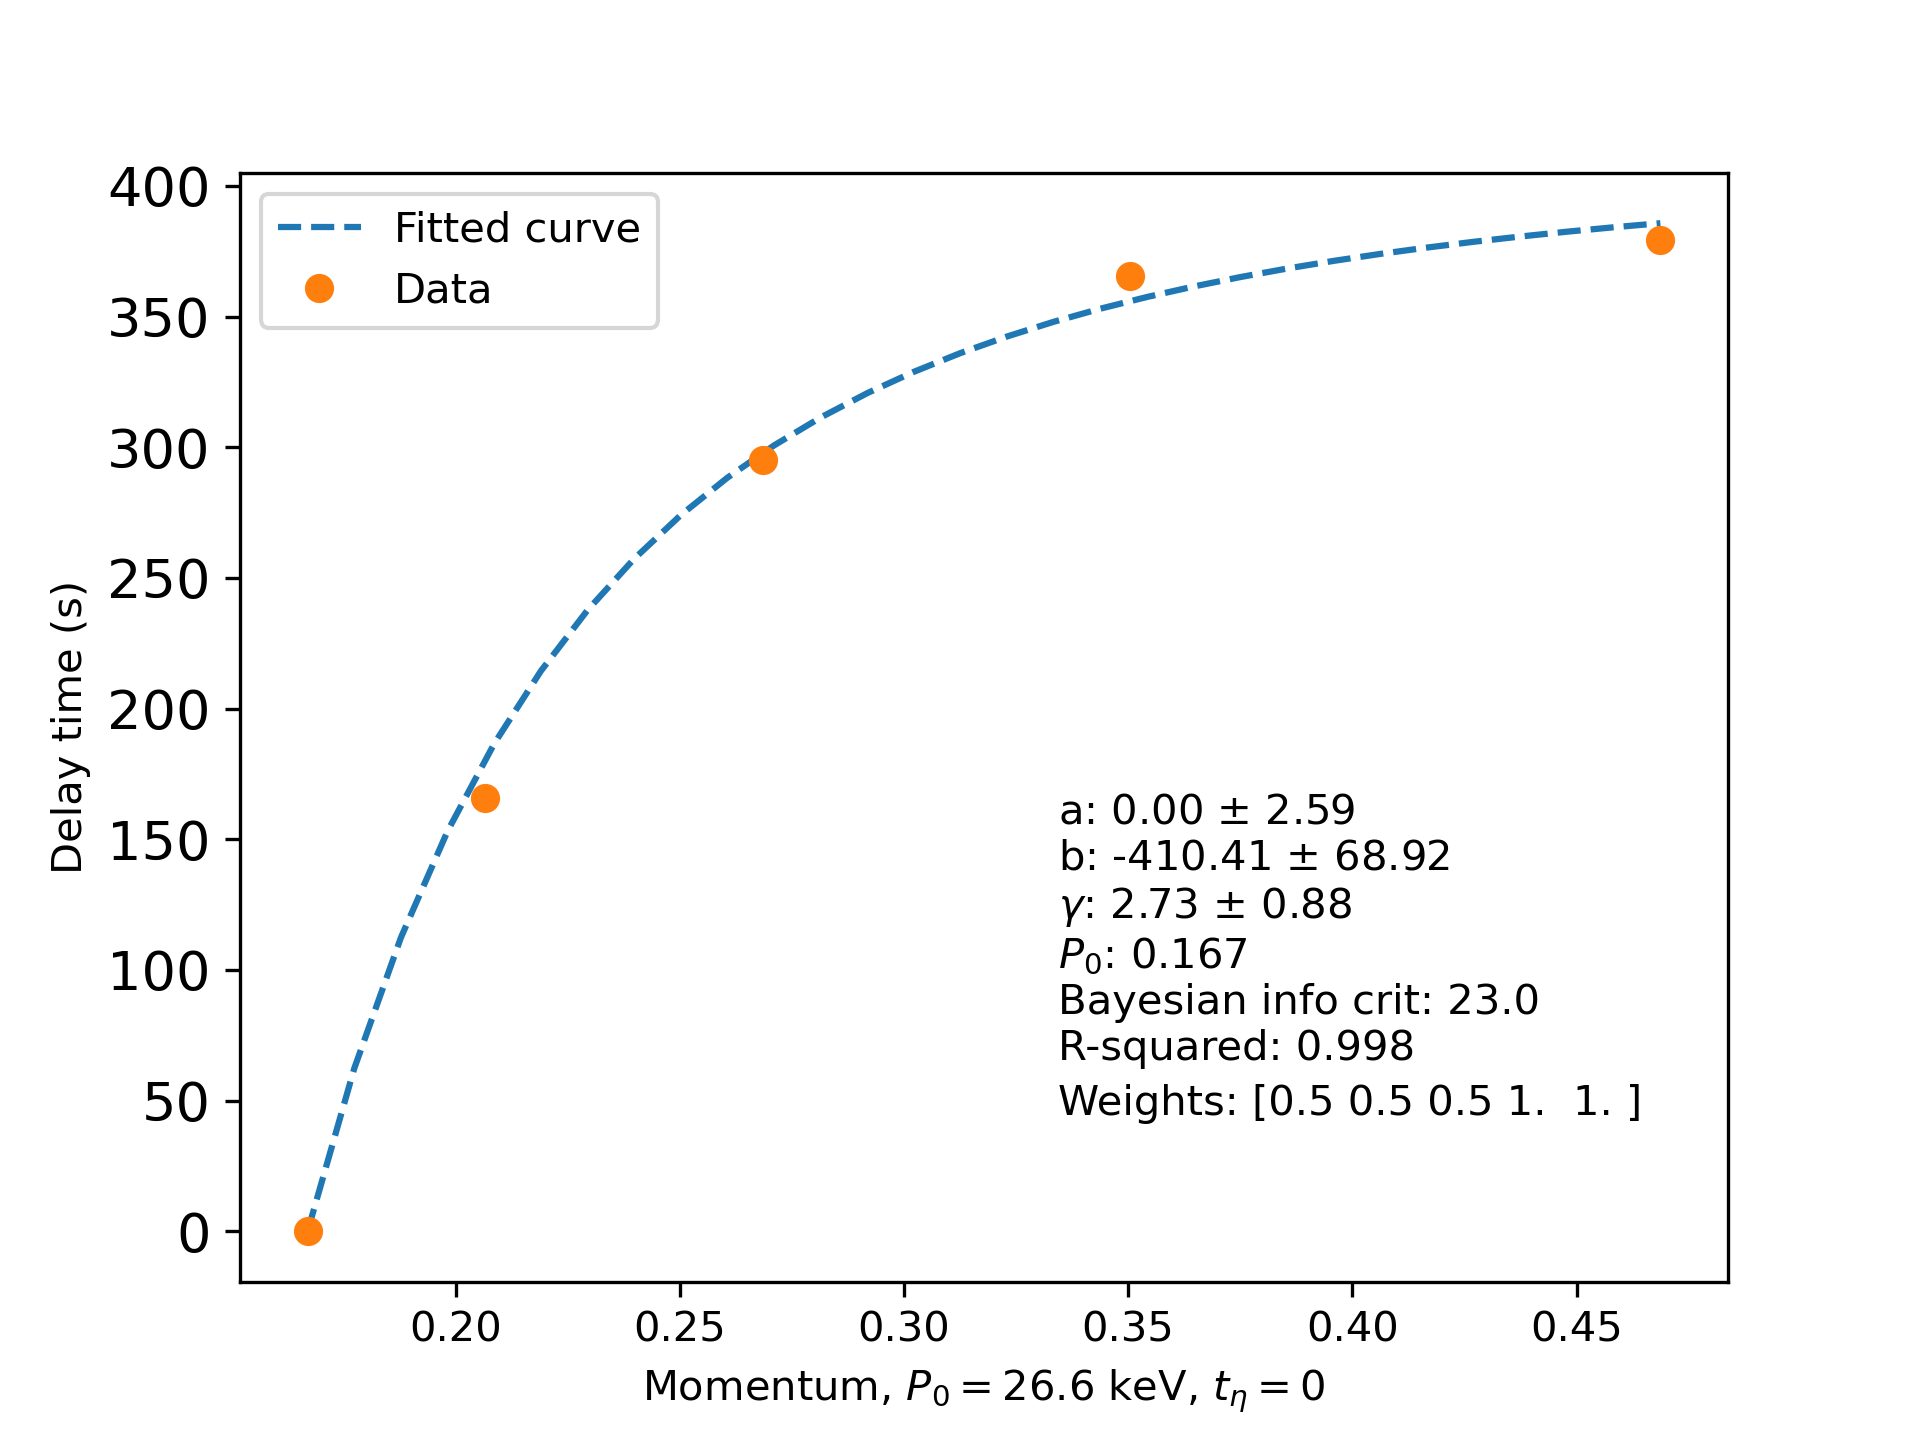 400
350
300
250
200
150
100
50
0
Delay time (s)
Fitted curve
Data
a: 0.00 ± 2.59
b: -410.41 ± 68.92
γ: 2.73 ± 0.88
P₀: 0.167
Bayesian info crit: 23.0
R-squared: 0.998
Weights: [0.5 0.5 0.5 1.  1. ]
0.20 0.25 0.30 0.35 0.40 0.45
Momentum, P₀ = 26.6 keV, t_η = 0